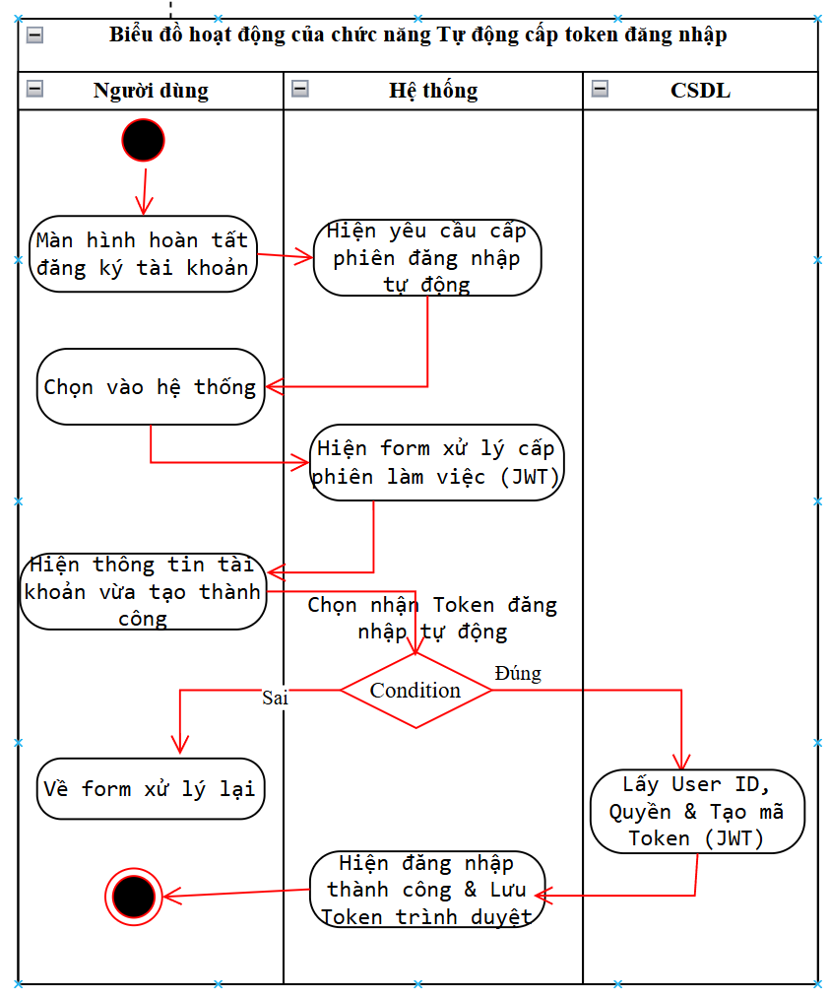 Biểu đồ hoạt động của chức năng Tự động cấp token đăng nhập
Người dùng
Hệ thống
CSDL
Màn hình hoàn tất
đăng ký tài khoản
Hiện yêu cầu cấp
phiên đăng nhập
tự động
Chọn vào hệ thống
Hiện form xử lý cấp
phiên làm việc (JWT)
Hiện thông tin tài
khoản vừa tạo thành
công
Chọn nhận Token đăng
nhập tự động
Condition
Đúng
Sai
Về form xử lý lại
Lấy User ID,
Quyền & Tạo mã
Token (JWT)
Hiện đăng nhập
thành công & Lưu
Token trình duyệt